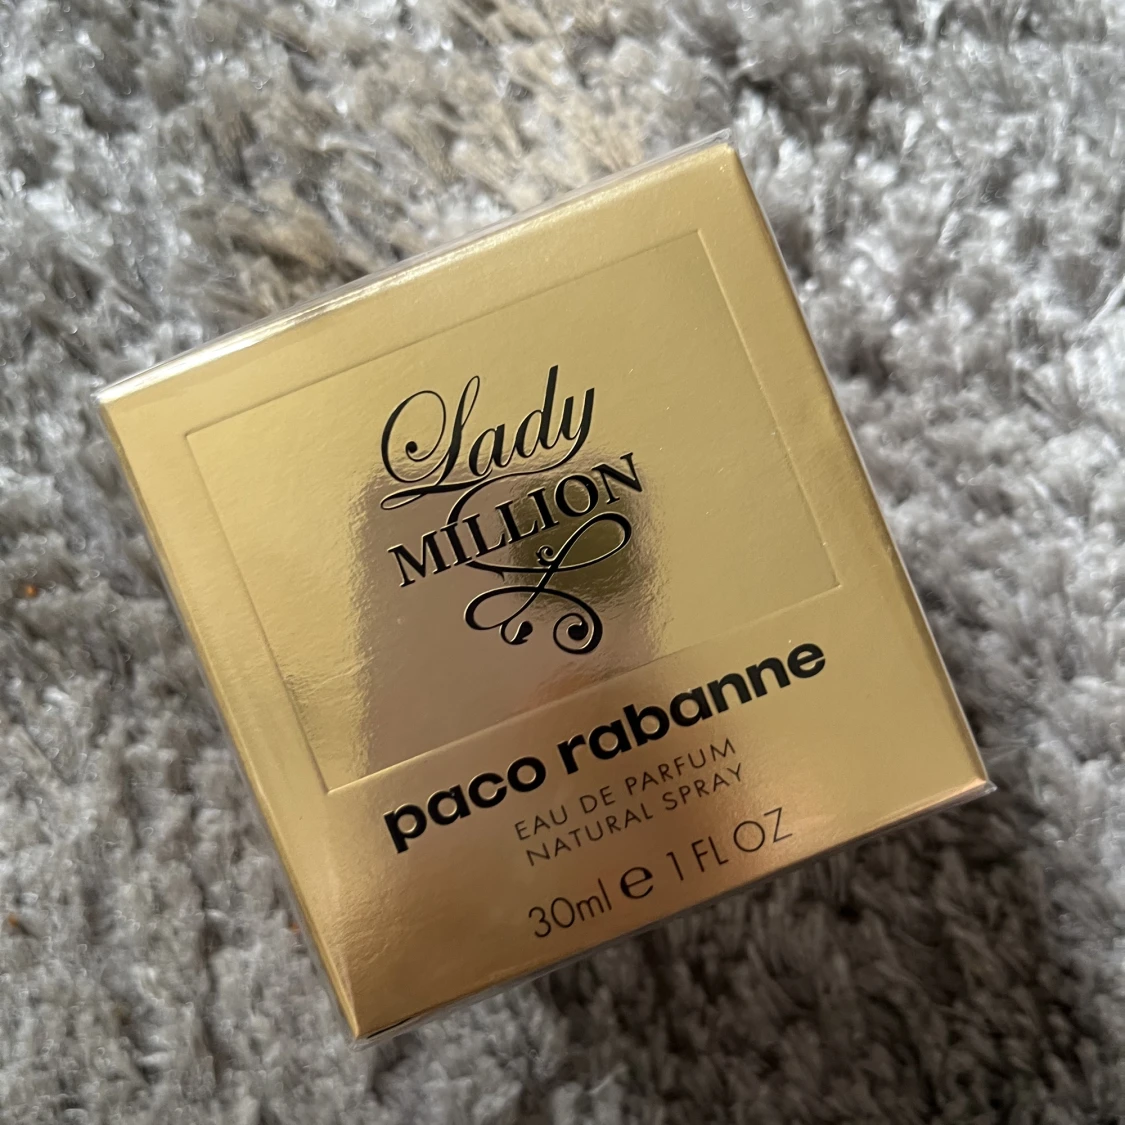 Lady
MILLION
paco rabanne
EAU DE PARFUM
NATURAL SPRAY
30ml e 1 FL OZ